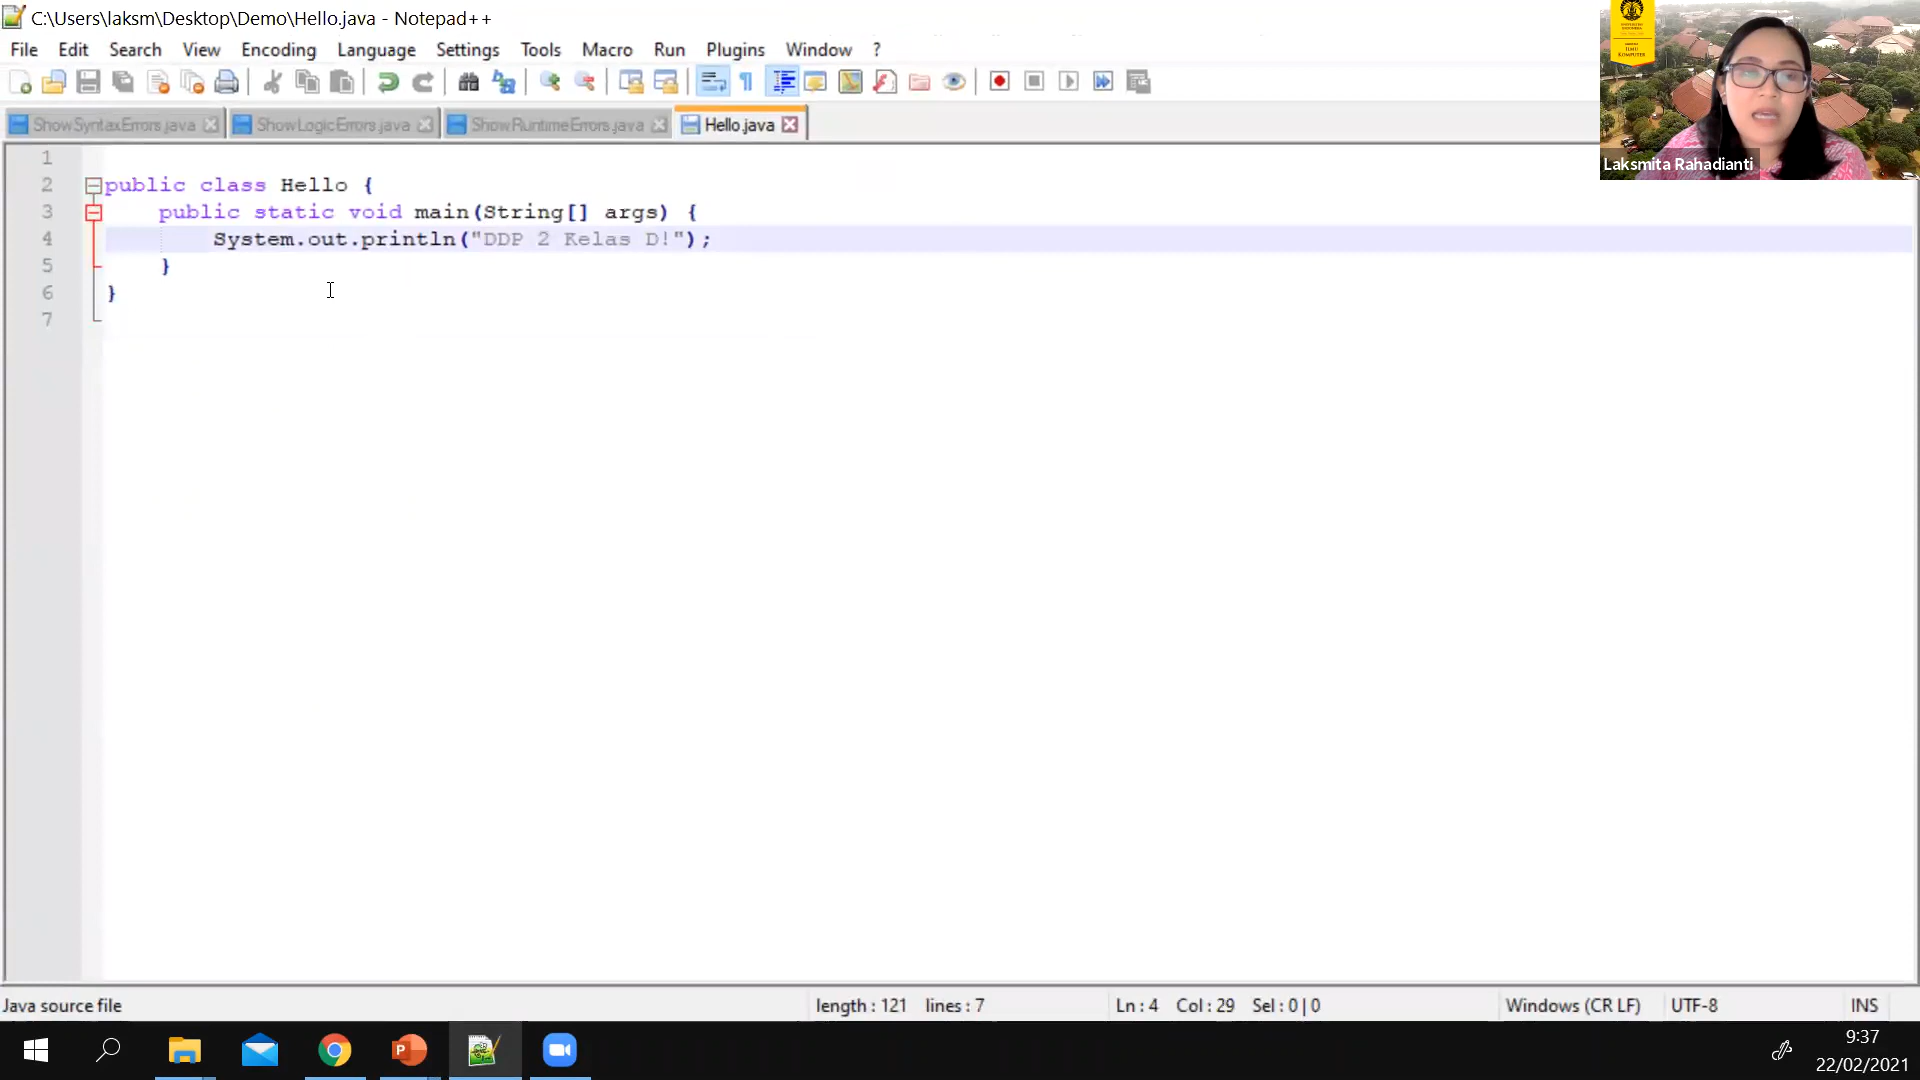 C:\Users\laksm\Desktop\Demo\Hello.java - Notepad++
File Edit Search View Encoding Language Settings Tools Macro Run Plugins Window ?
ShowSyntaxErrors.java ShowLogicErrors.java ShowRuntimeErrors.java Hello.java
1
2 public class Hello {
3 public static void main(String[] args) {
4 System.out.println("DDP 2 Kelas D!");
5 }
6 }
7
Laksmita Rahadianti
Java source file length : 121 lines : 7 Ln : 4 Col : 29 Sel : 0 | 0 Windows (CR LF) UTF-8 INS
9:37
22/02/2021